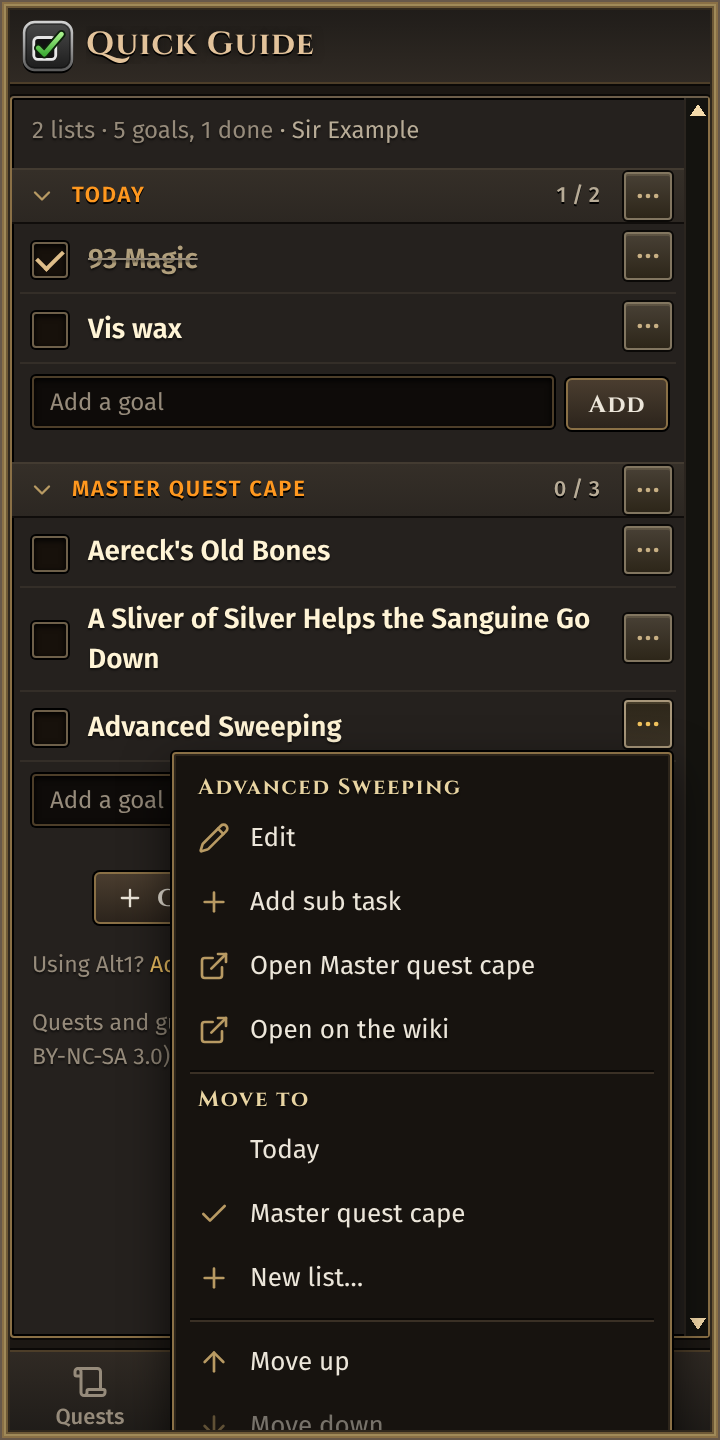 Quick Guide
2 lists · 5 goals, 1 done · Sir Example
TODAY
1 / 2
93 Magic
Vis wax
Add a goal
Add
MASTER QUEST CAPE
0 / 3
Aereck's Old Bones
A Sliver of Silver Helps the Sanguine Go
Down
Advanced Sweeping
Add a goal
Advanced Sweeping
Edit
Add sub task
Open Master quest cape
Open on the wiki
Move to
Today
Master quest cape
New list...
Move up
Move down
Using Alt1?
Quests and
BY-NC-SA 3.0)
Quests